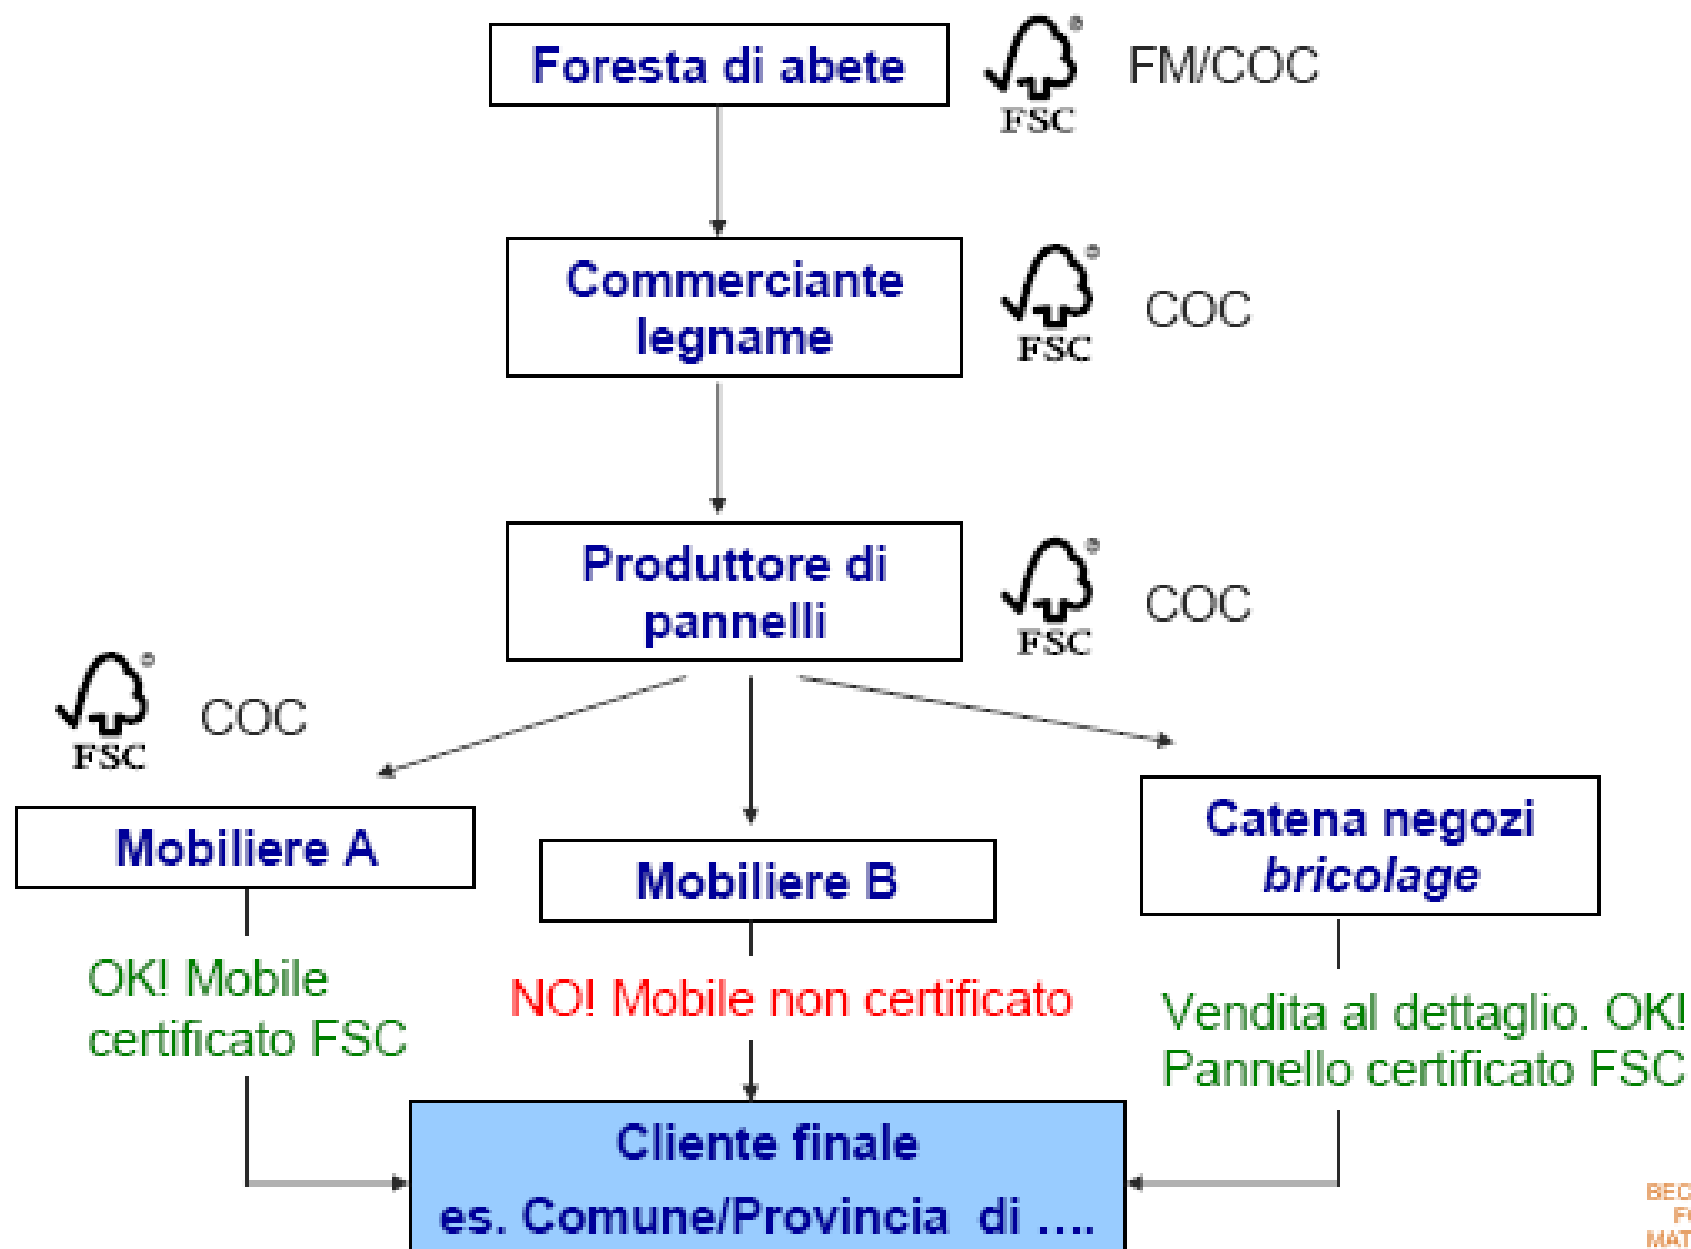 Foresta di abete
FSC
FM/COC
Commerciante
legname
FSC
COC
Produttore di
pannelli
FSC
COC
FSC
COC
Mobiliere A
Mobiliere B
Catena negozi
bricolage
OK! Mobile
certificato FSC
NO! Mobile non certificato
Vendita al dettaglio. OK!
Pannello certificato FSC
Cliente finale
es. Comune/Provincia di ....
BEC
MAT